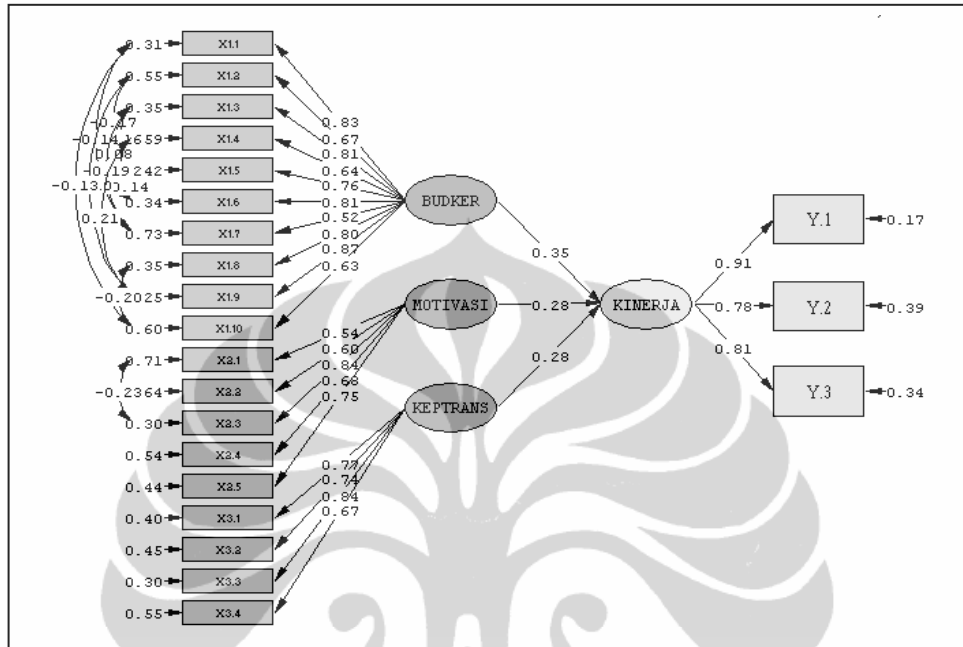 0.31 X1.1
0.55 X1.2
0.35 X1.3
X1.4
X1.5
0.34 X1.6
0.73 X1.7
0.35 X1.8
X1.9
0.60 X1.10
0.71 X2.1
X2.2
0.30 X2.3
0.54 X2.4
0.44 X2.5
0.40 X3.1
0.45 X3.2
0.30 X3.3
0.55 X3.4
0.21
0.83
0.67
0.81
0.64
0.76
0.81
0.52
0.80
0.87
0.63
0.54
0.60
0.84
0.68
0.75
0.77
0.74
0.84
0.67
BUDKER
MOTIVASI
KEPTRANS
0.35
0.28
0.28
KINERJA
0.91
0.78
0.81
Y.1 0.17
Y.2 0.39
Y.3 0.34